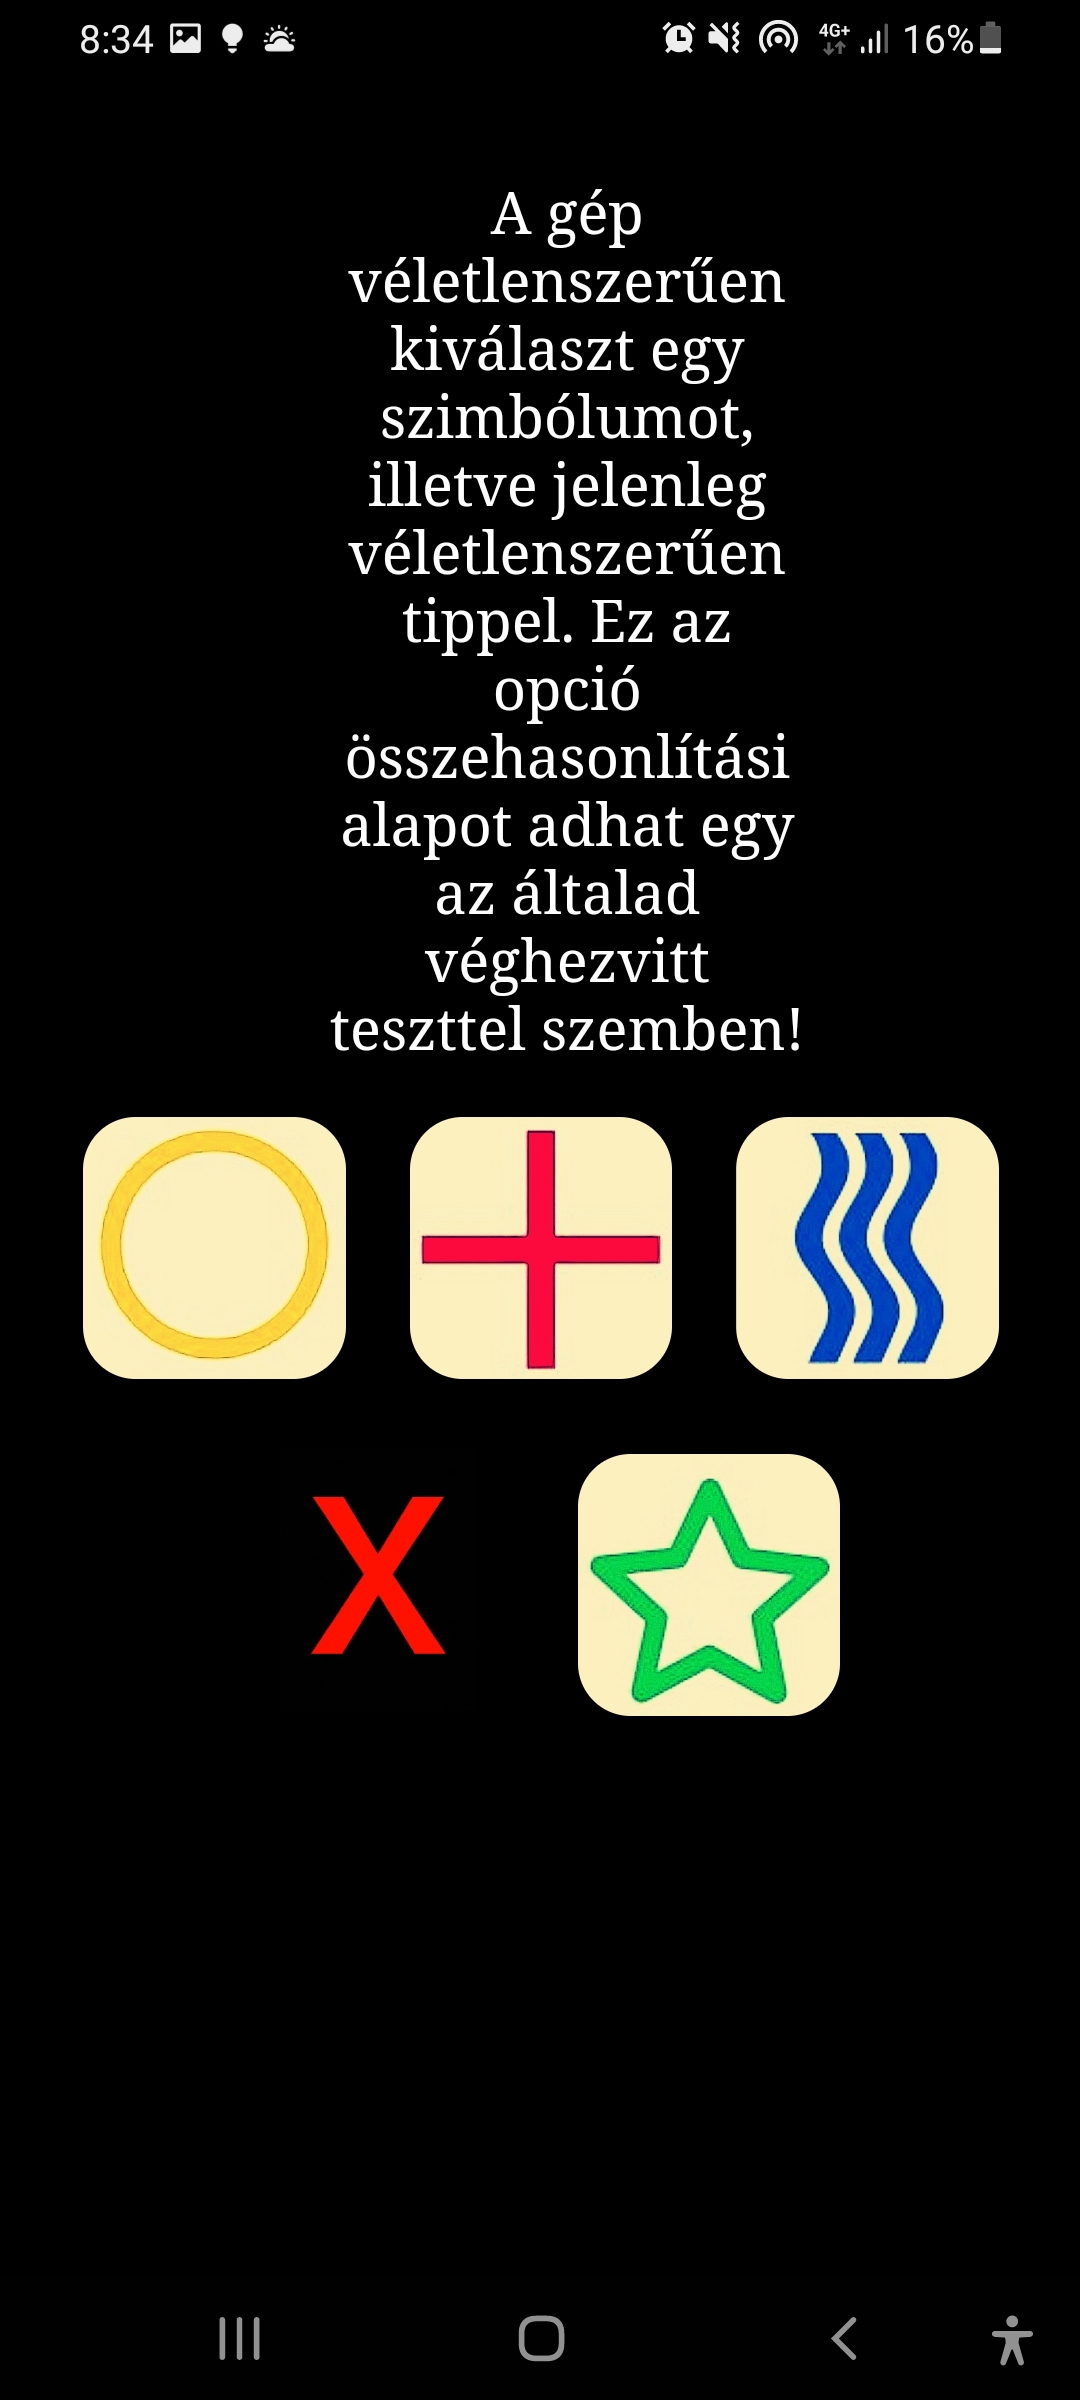 8:34 4G+ 16%
A gép
véletlenszerűen
kiválaszt egy
szimbólumot,
illetve jelenleg
véletlenszerűen
tippel. Ez az
opció
összehasonlítási
alapot adhat egy
az általad
véghezvitt
teszttel szemben!
X